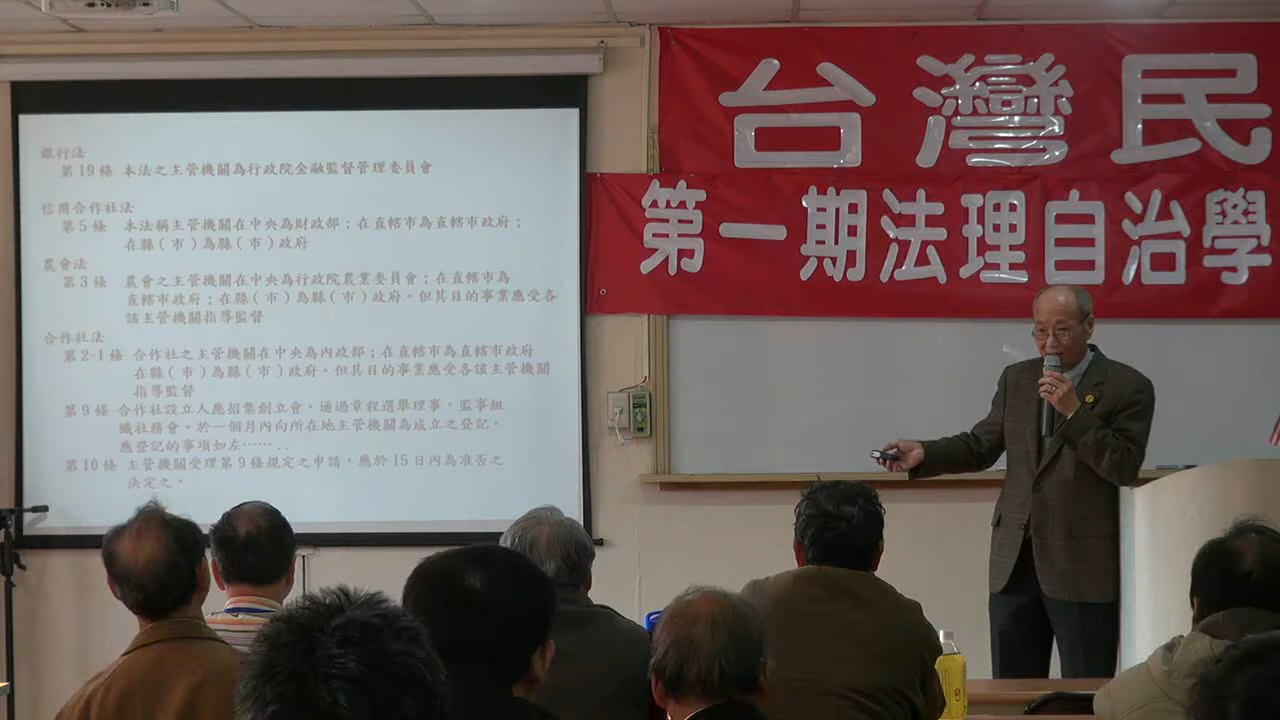 台灣民
第一期法理自治學
銀行法
第19條 本法之主管機關為行政院金融監督管理委員會
信用合作社法
第5條 本法稱主管機關在中央為財政部；在直轄市為直轄市政府；
在縣（市）為縣（市）政府
農會法
第3條 農會之主管機關在中央為行政院農業委員會；在直轄市為
直轄市政府；在縣（市）為縣（市）政府。但其目的事業應受各
該主管機關指導監督
合作社法
第2-1條 合作社之主管機關在中央為內政部；在直轄市為直轄市政府
在縣（市）為縣（市）政府。但其目的事業應受各該主管機關
指導監督
第9條 合作社設立人應招集創立會。通過章程選舉理事，監事組
織社務會。於一個月內向所在地主管機關為成立之登記。
應登記的事項如左……..
第10條 主管機關受理第9條規定之申請，應於15日內為准否之
決定之。